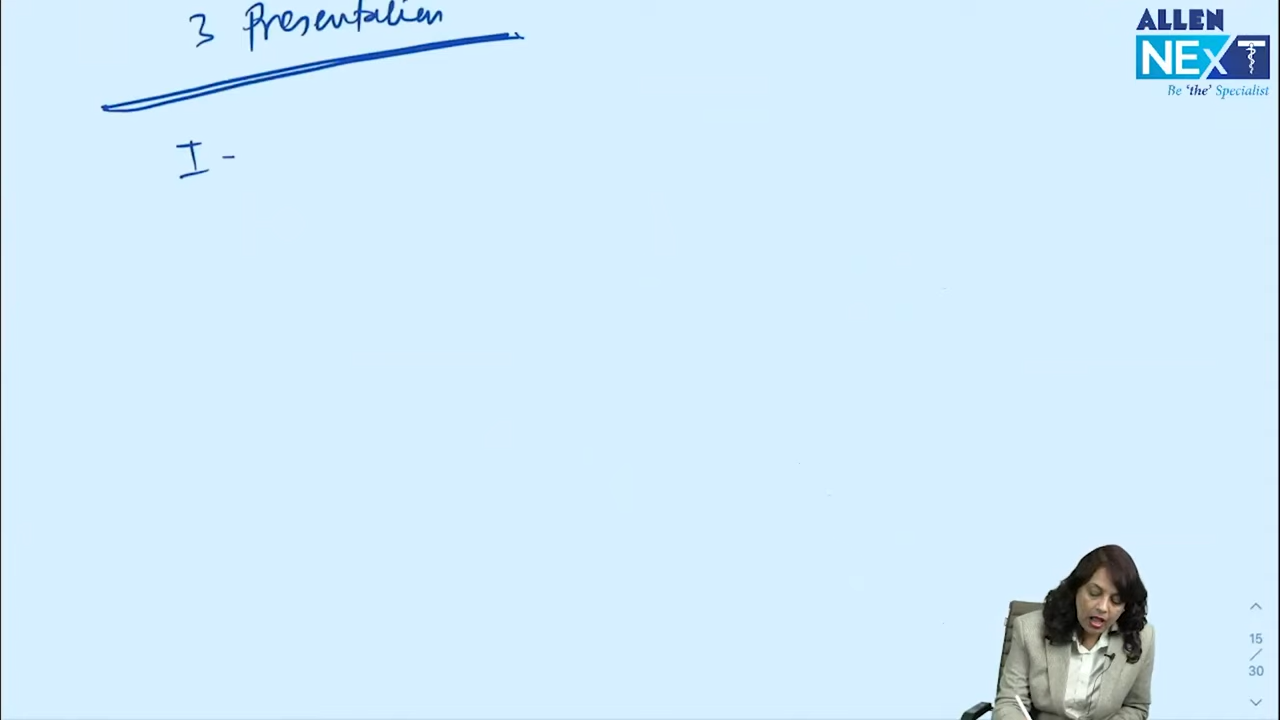 3 Presentation
I -
ALLEN
NExT
Be 'the' Specialist
15
/
30